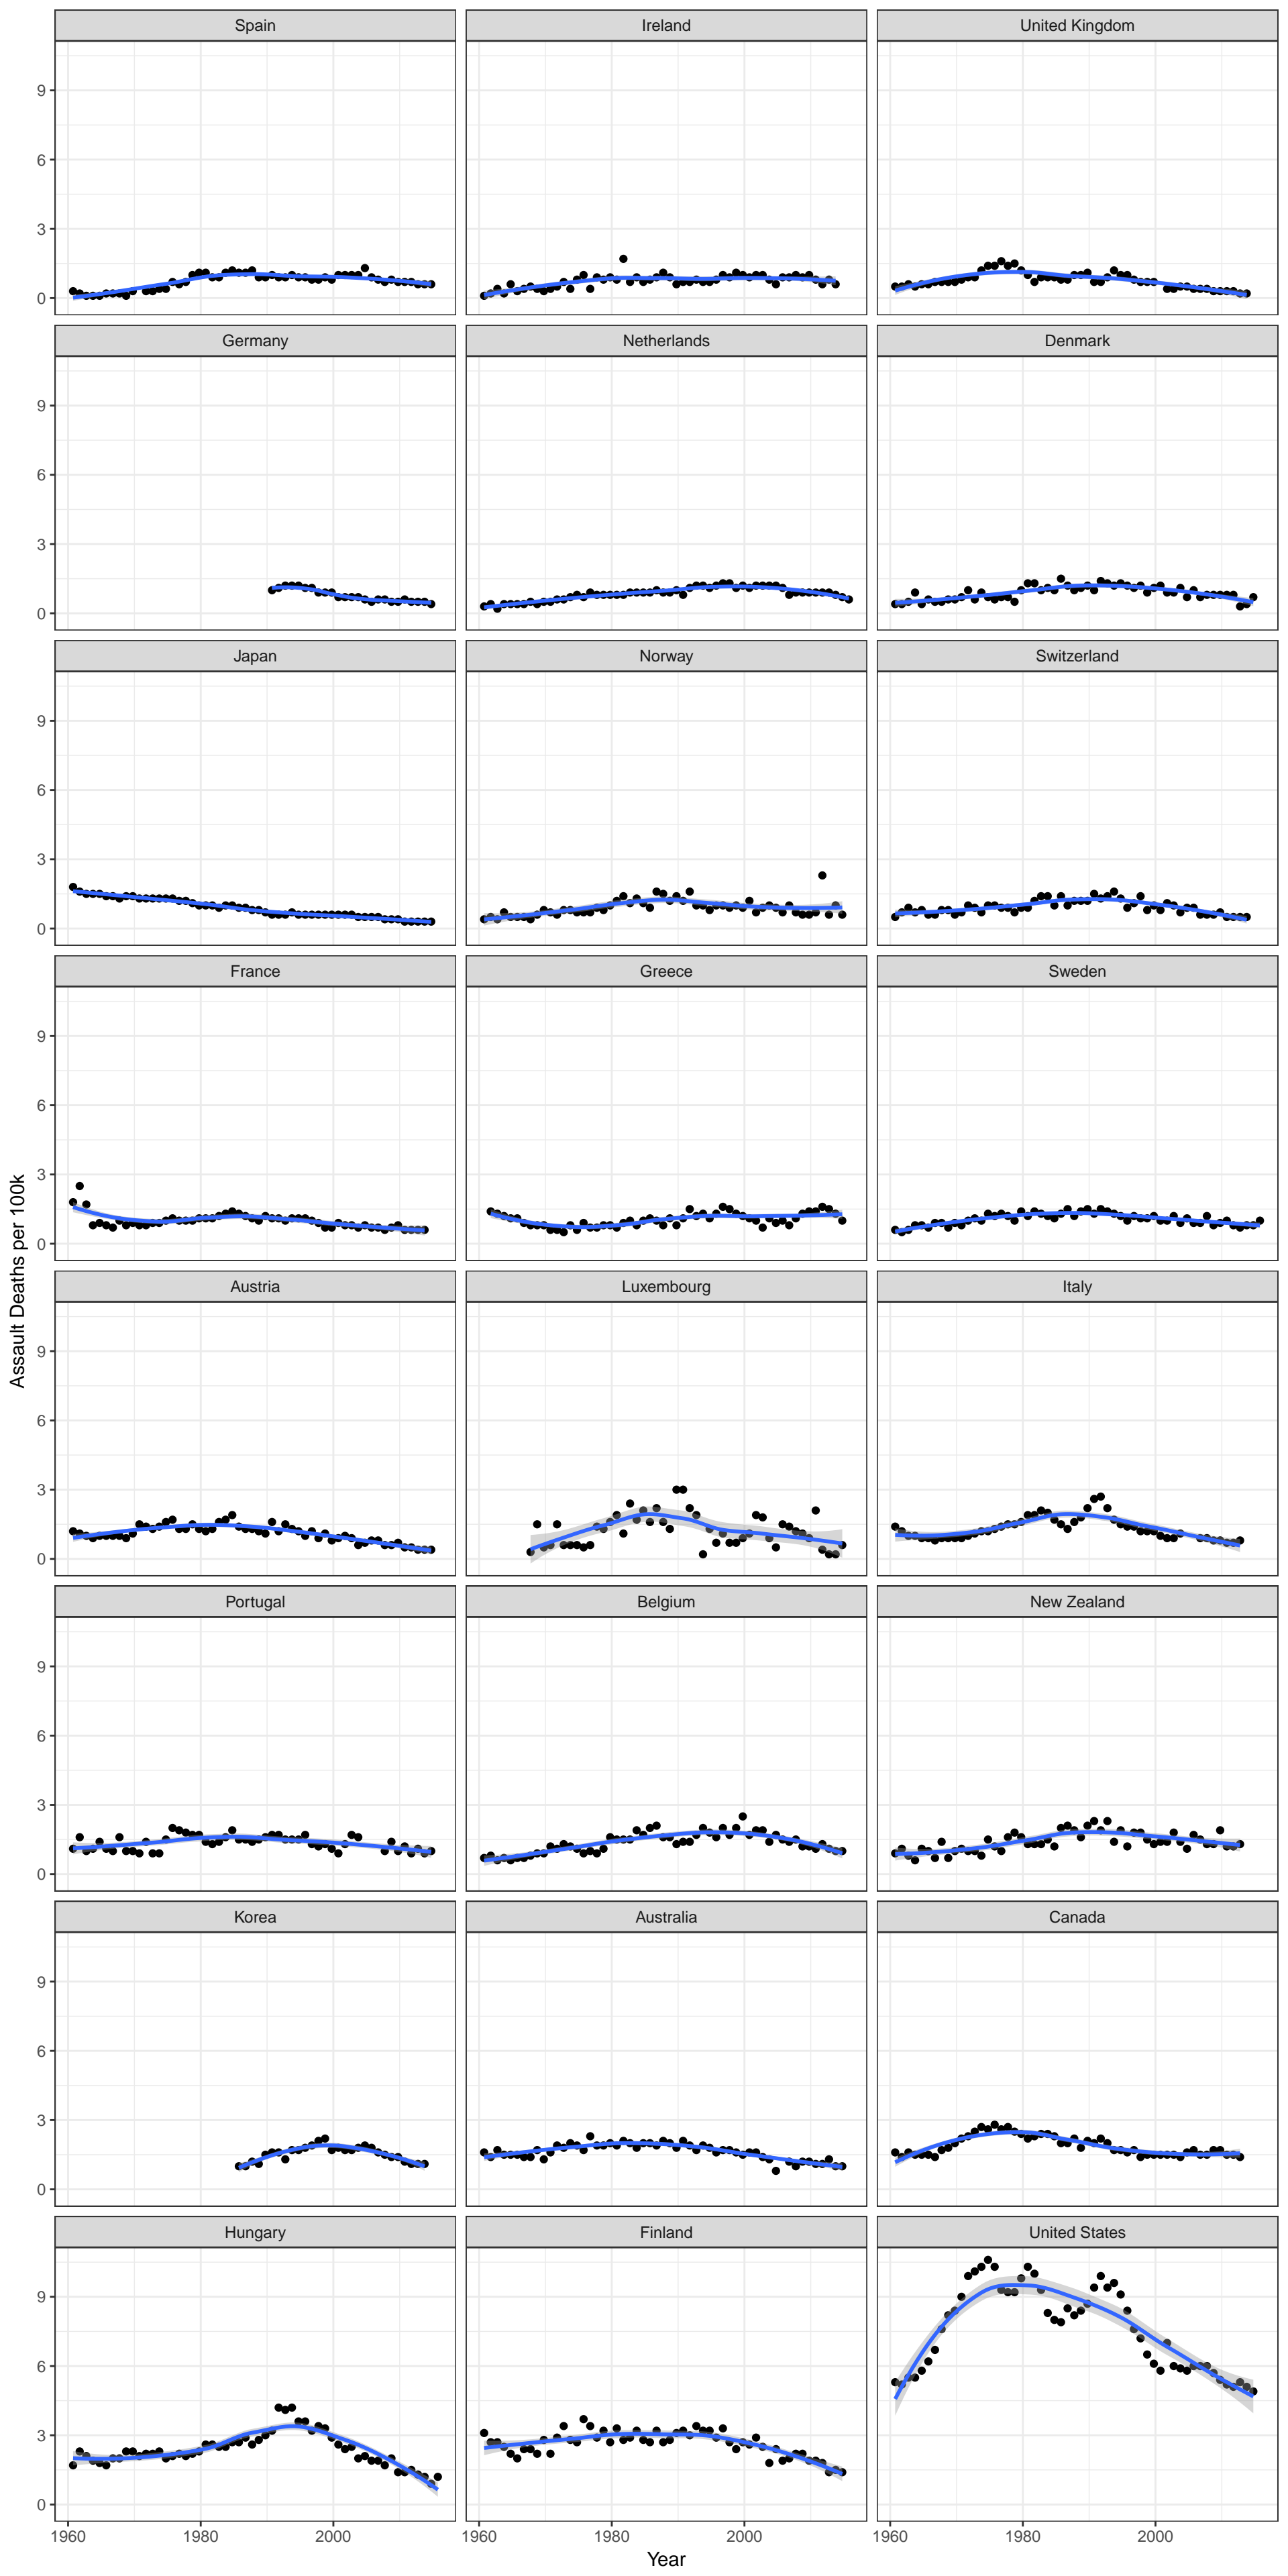 Spain Ireland United Kingdom
9
6
3
0
Germany Netherlands Denmark
9
6
3
0
Japan Norway Switzerland
9
6
3
0
France Greece Sweden
9
6
3
0
Assault Deaths per 100k
Austria Luxembourg Italy
9
6
3
0
Portugal Belgium New Zealand
9
6
3
0
Korea Australia Canada
9
6
3
0
Hungary Finland United States
9
6
3
0
1960 1980 2000 1960 1980 2000 1960 1980 2000
Year